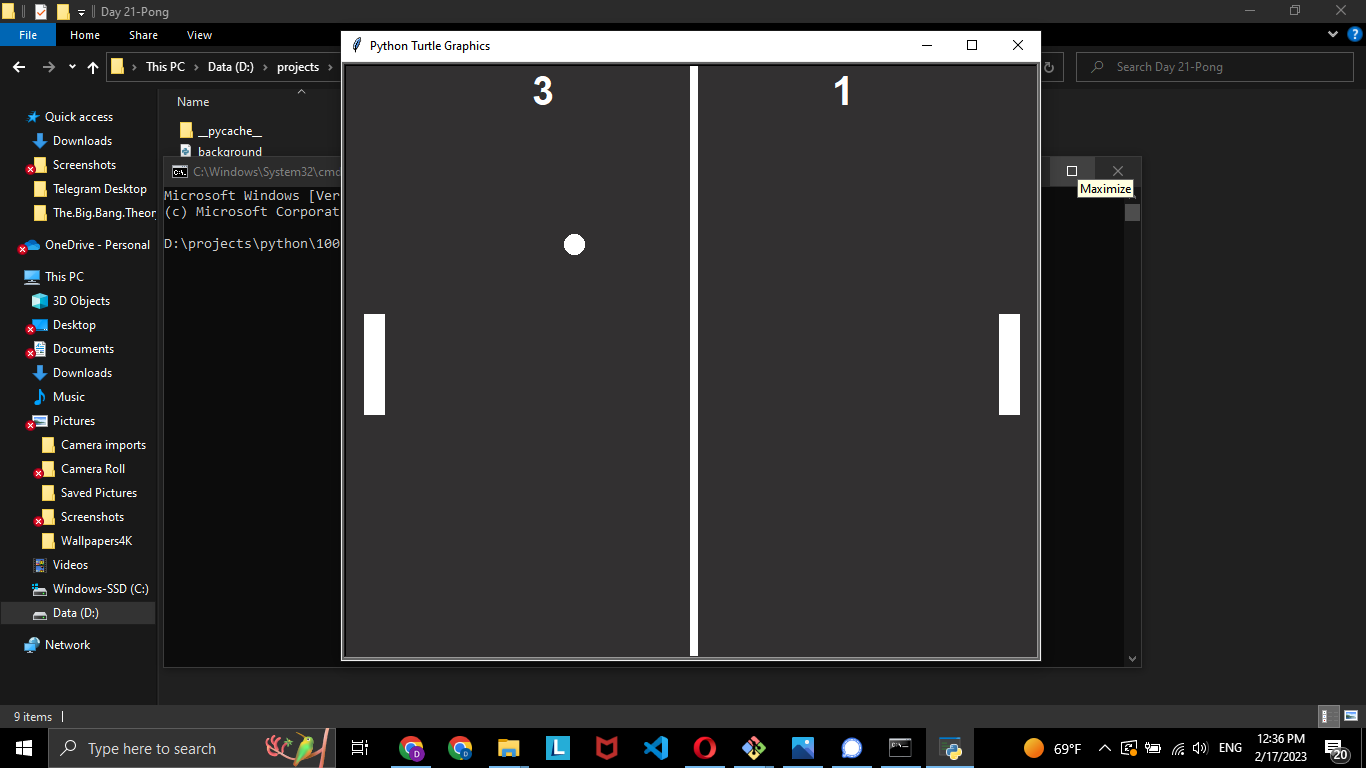 Day 21-Pong
File Home Share View
This PC Data (D:) projects
Search Day 21-Pong
Python Turtle Graphics
3 1
Name
__pycache__
background
C:\Windows\System32\cmd
Maximize
Microsoft Windows [Ver
(c) Microsoft Corporat
D:\projects\python\100
Quick access
Downloads
Screenshots
Telegram Desktop
The.Big.Bang.Theor
OneDrive - Personal
This PC
3D Objects
Desktop
Documents
Downloads
Music
Pictures
Camera imports
Camera Roll
Saved Pictures
Screenshots
Wallpapers4K
Videos
Windows-SSD (C:)
Data (D:)
Network
9 items
Type here to search
D
D
L
69°F
ENG
12:36 PM
2/17/2023
20